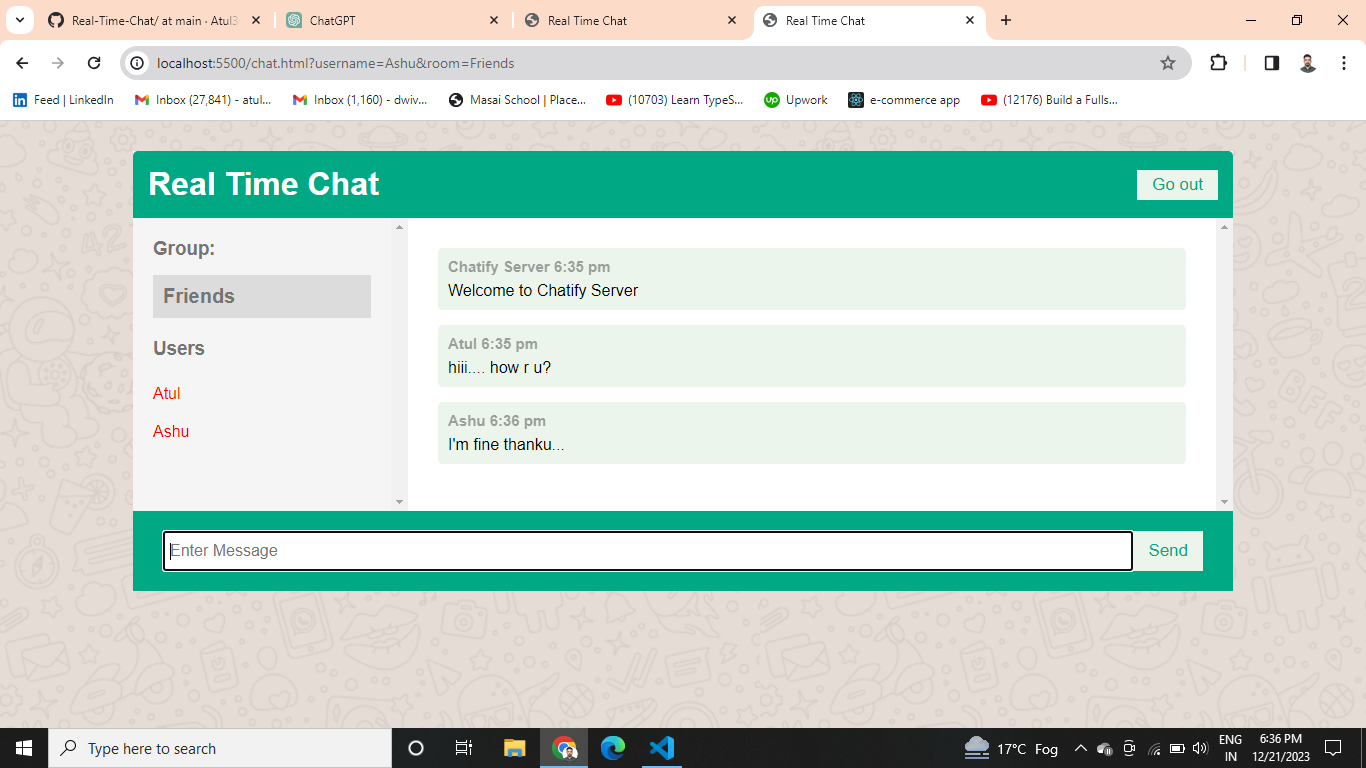 Real-Time-Chat/ at main · Atul3
ChatGPT
Real Time Chat
Real Time Chat
localhost:5500/chat.html?username=Ashu&room=Friends
Feed | LinkedIn
Inbox (27,841) - atul...
Inbox (1,160) - dwiv...
Masai School | Place...
(10703) Learn TypeS...
up
Upwork
e-commerce app
(12176) Build a Fulls...
Real Time Chat
Go out
Group:
Friends
Users
Atul
Ashu
Chatify Server 6:35 pm
Welcome to Chatify Server
Atul 6:35 pm
hiii.... how r u?
Ashu 6:36 pm
I'm fine thanku...
Enter Message
Send
Type here to search
17°C Fog
ENG
IN
6:36 PM
12/21/2023